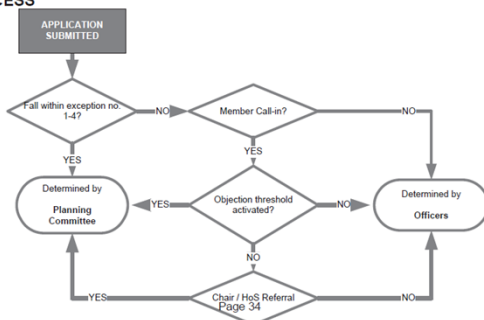 CESS
APPLICATION
SUBMITTED
Fall within exception no.
1-4?
NO
Member Call-in?
NO
YES
YES
Determined by
Planning
Committee
YES
Objection threshold
activated?
NO
Determined by
Officers
NO
YES
Chair / HoS Referral
NO
Page 34